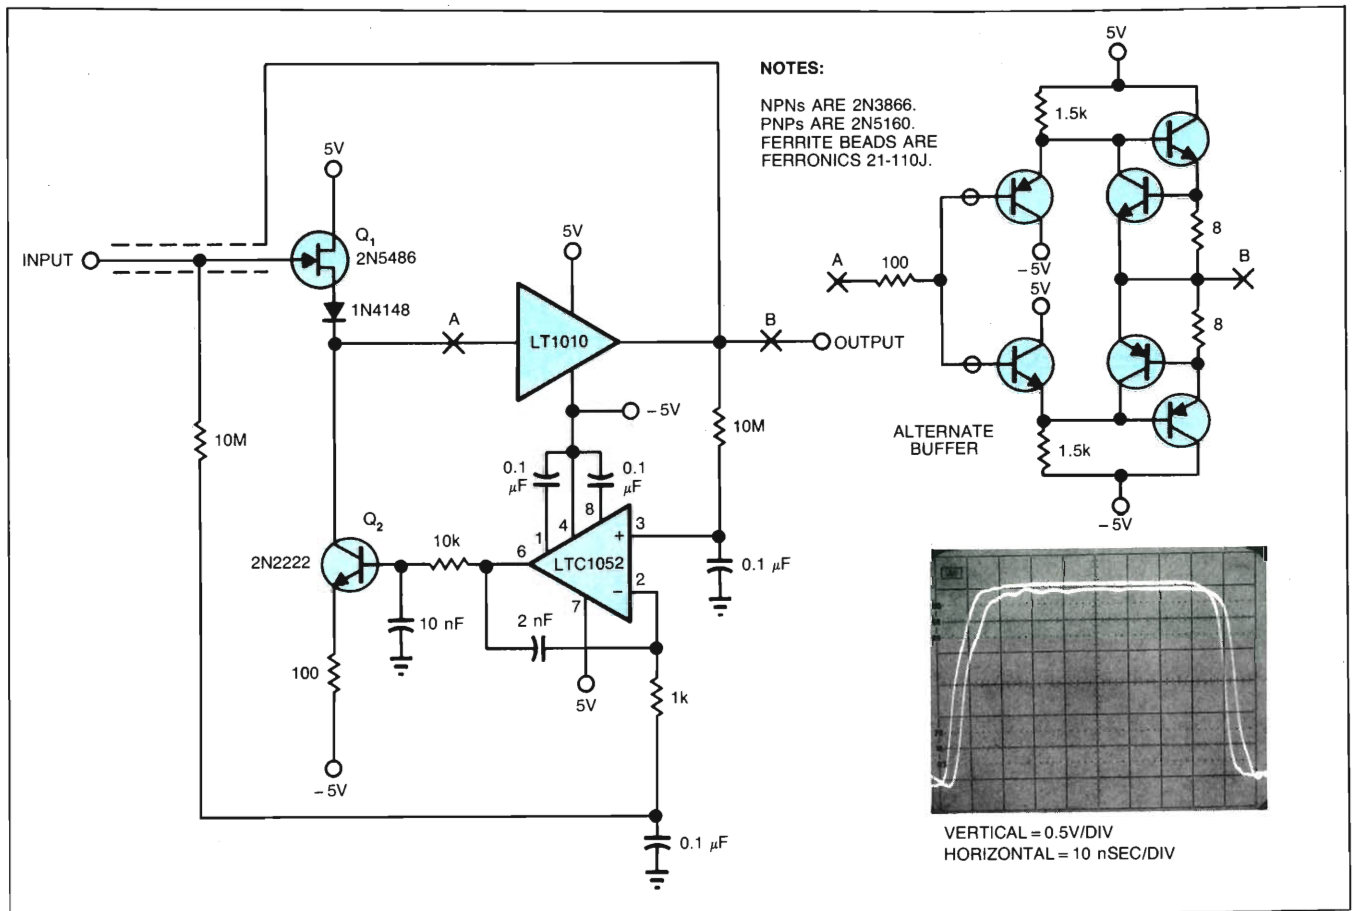 NOTES:
NPNs ARE 2N3866.
PNPs ARE 2N5160.
FERRITE BEADS ARE
FERRONICS 21-110J.
5V
INPUT
Q1
2N5486
1N4148
A
5V
LT1010
B
OUTPUT
-5V
10M
10M
0.1
µF
0.1
µF
1
4
8
3
+
6
LTC1052
2
-
7
10k
Q2
2N2222
10 nF
2 nF
5V
0.1 µF
1k
100
-5V
0.1 µF
5V
1.5k
A
100
-5V
5V
8
B
8
ALTERNATE
BUFFER
1.5k
-5V
VERTICAL = 0.5V/DIV
HORIZONTAL = 10 nSEC/DIV